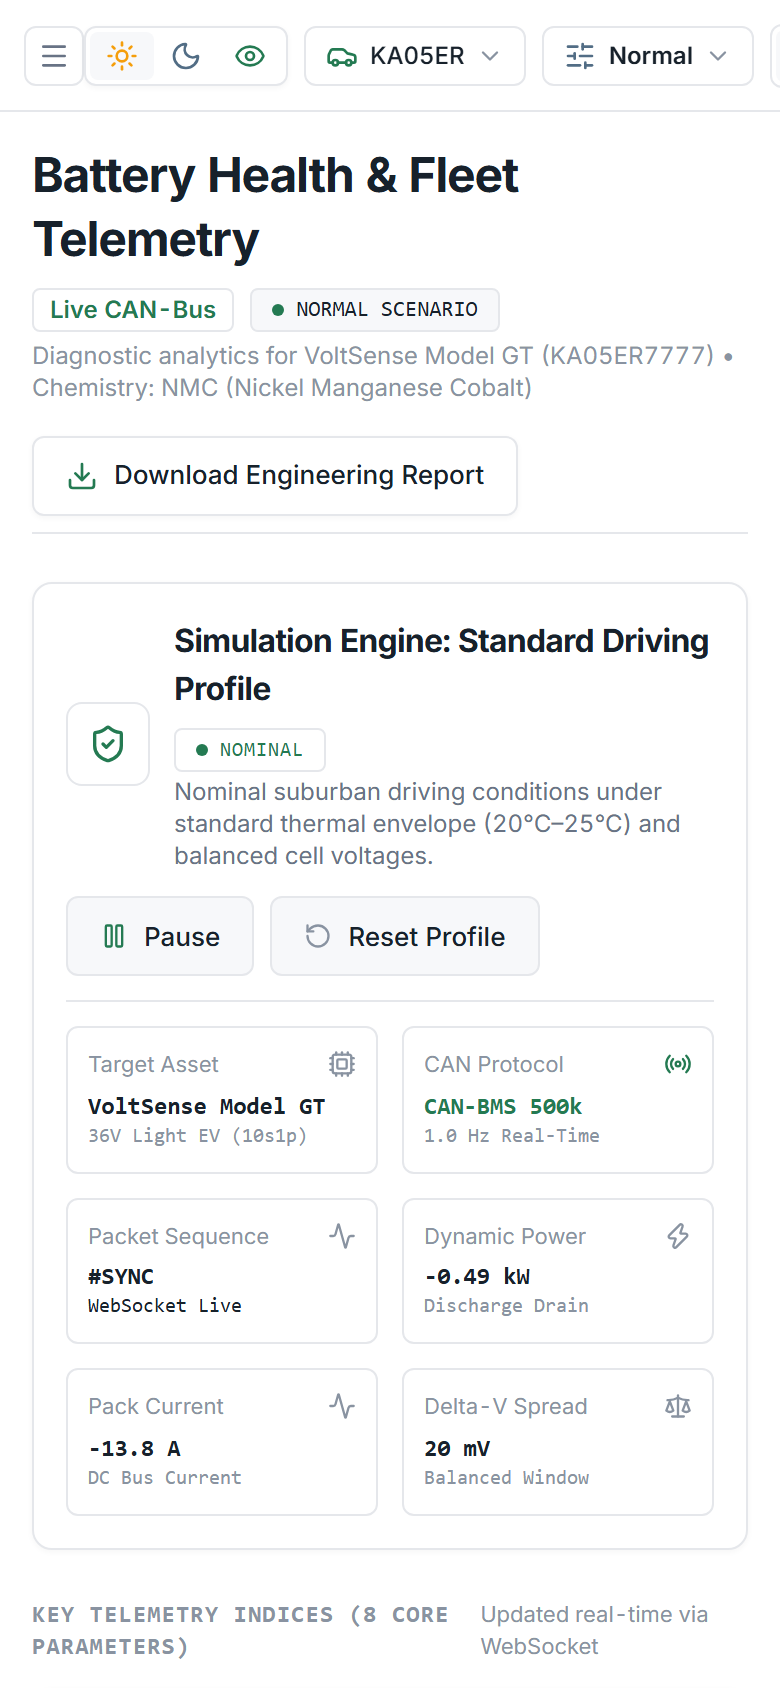 KA05ER
Normal
Battery Health & Fleet
Telemetry
Live CAN-Bus
NORMAL SCENARIO
Diagnostic analytics for VoltSense Model GT (KA05ER7777) •
Chemistry: NMC (Nickel Manganese Cobalt)
Download Engineering Report
Simulation Engine: Standard Driving
Profile
NOMINAL
Nominal suburban driving conditions under
standard thermal envelope (20°C–25°C) and
balanced cell voltages.
Pause
Reset Profile
Target Asset
VoltSense Model GT
36V Light EV (10s1p)
CAN Protocol
CAN-BMS 500k
1.0 Hz Real-Time
Packet Sequence
#SYNC
WebSocket Live
Dynamic Power
-0.49 kW
Discharge Drain
Pack Current
-13.8 A
DC Bus Current
Delta-V Spread
20 mV
Balanced Window
KEY TELEMETRY INDICES (8 CORE
PARAMETERS)
Updated real-time via
WebSocket